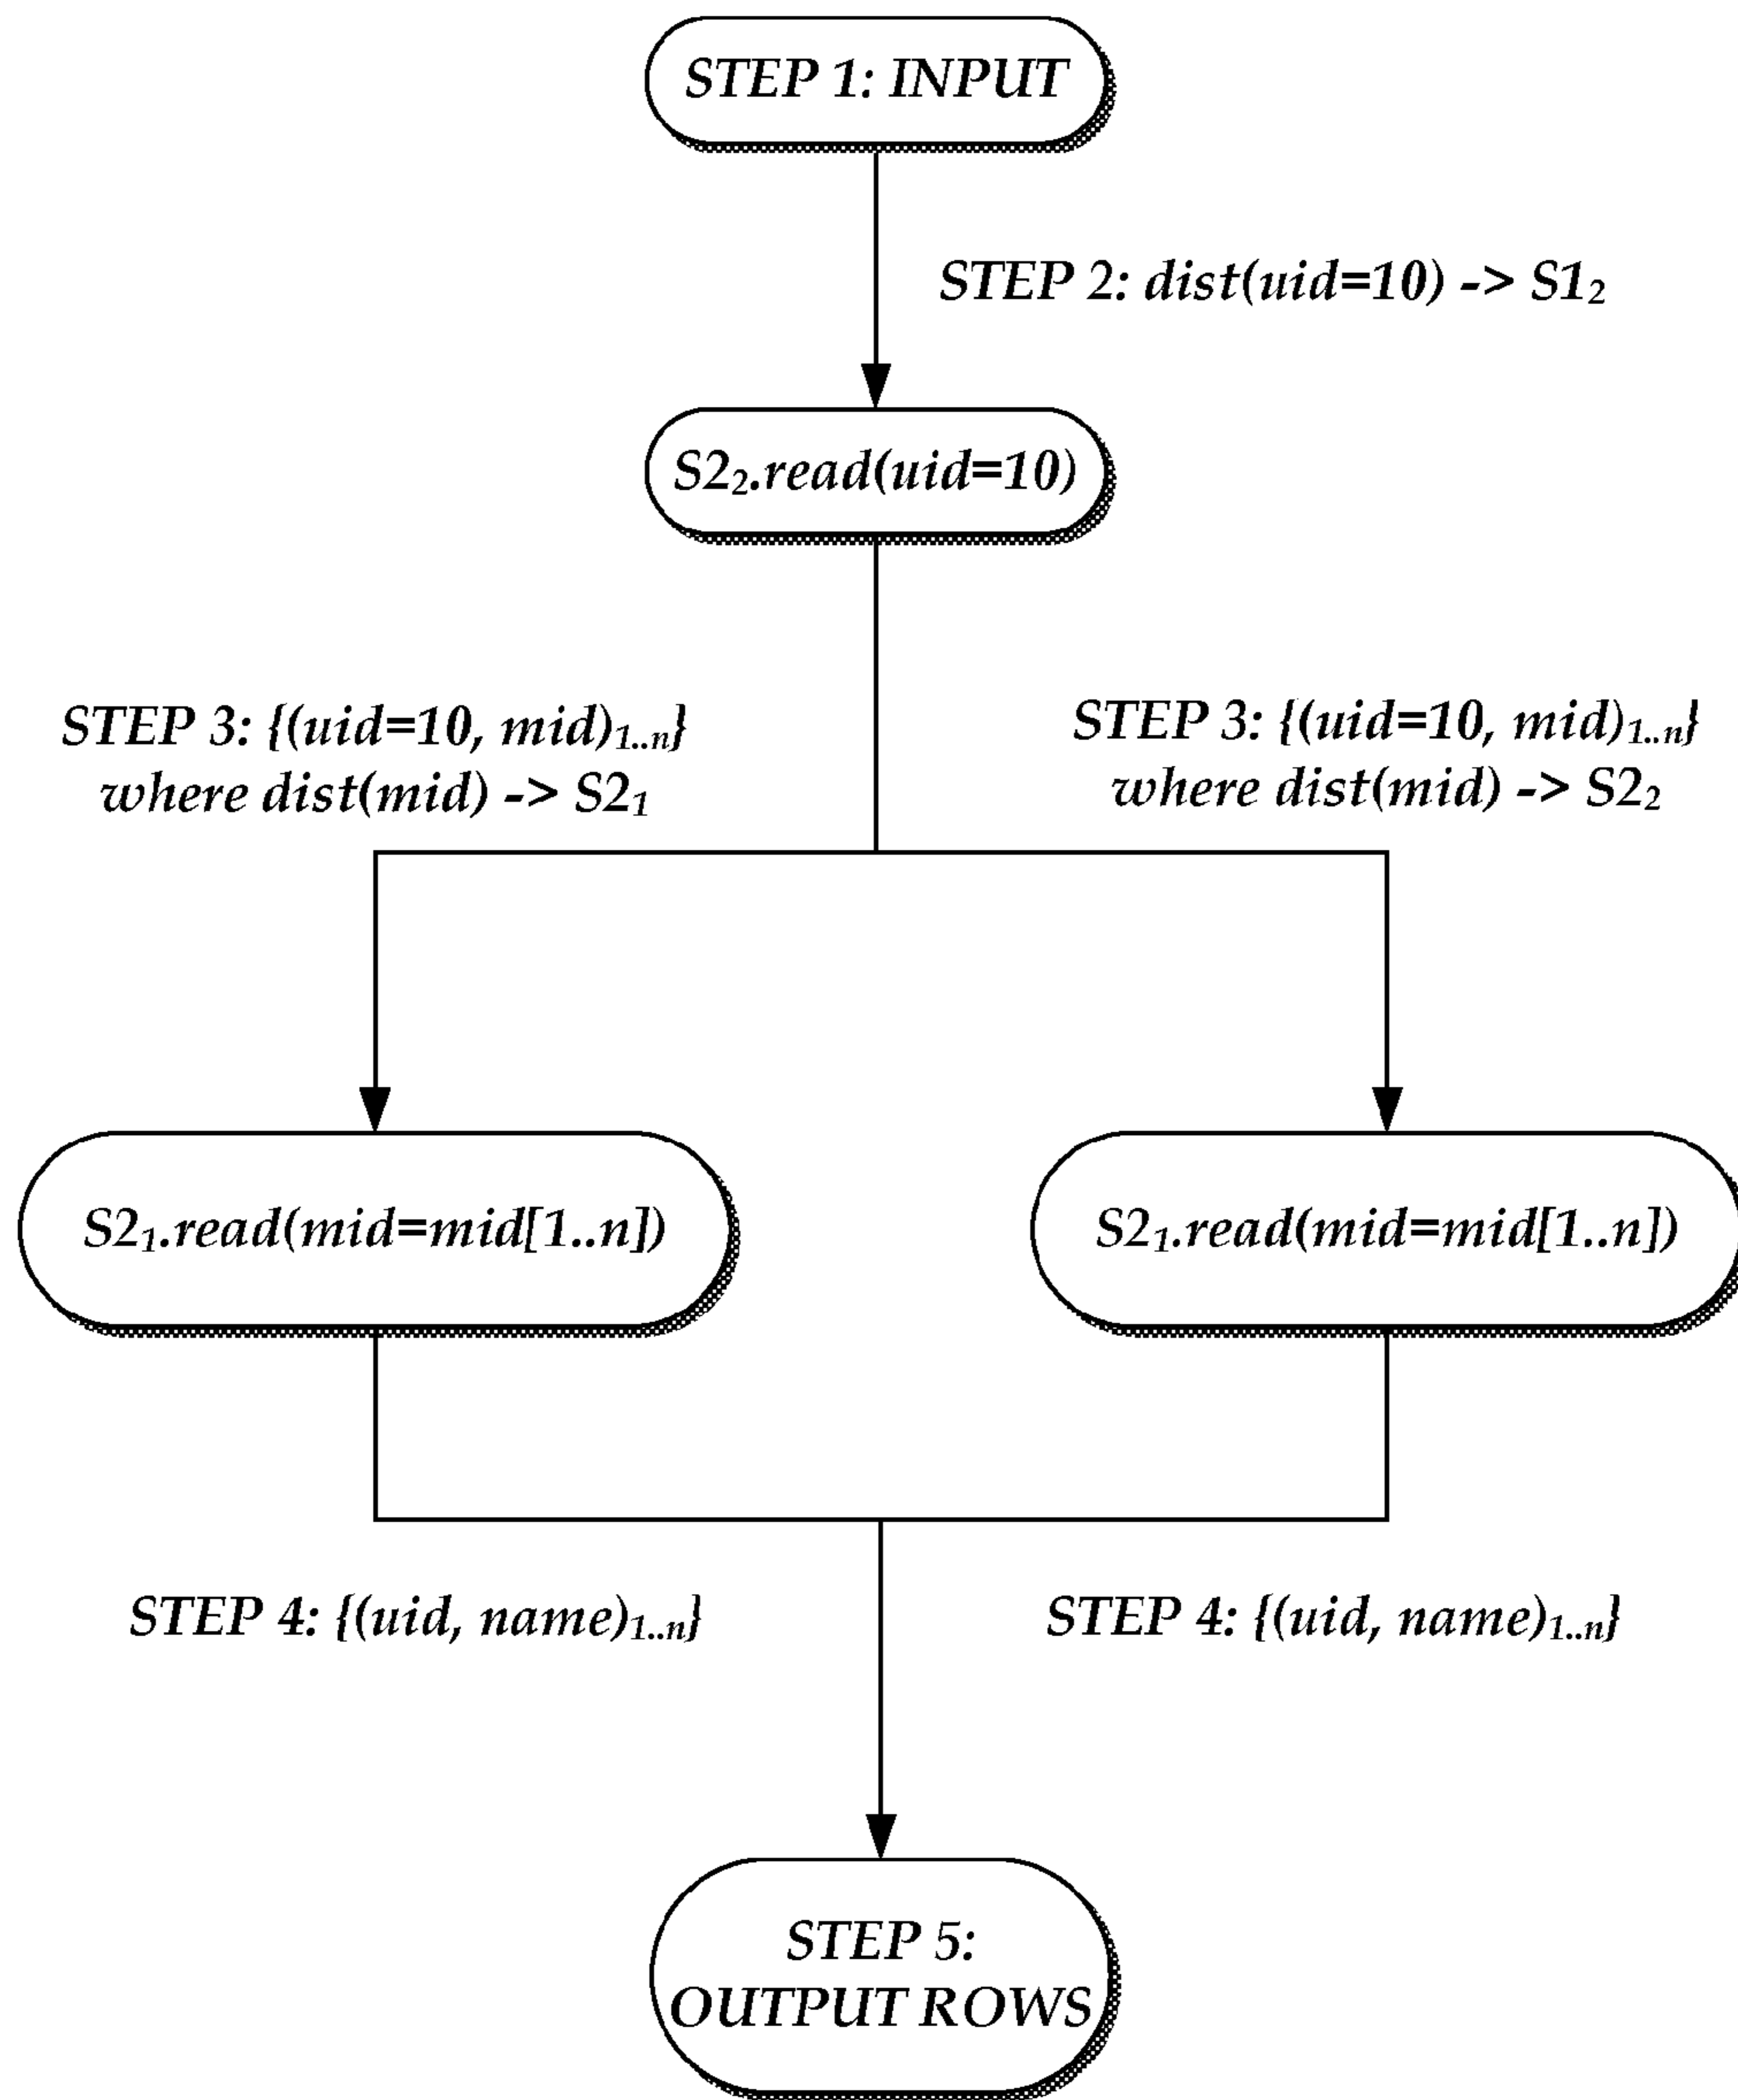 STEP 1: INPUT
STEP 2: dist(uid=10) -> S1₂
S2₂.read(uid=10)
STEP 3: {(uid=10, mid)₁..ₙ}
where dist(mid) -> S2₁
STEP 3: {(uid=10, mid)₁..ₙ}
where dist(mid) -> S2₂
S2₁.read(mid=mid[1..n])
S2₁.read(mid=mid[1..n])
STEP 4: {(uid, name)₁..ₙ}
STEP 4: {(uid, name)₁..ₙ}
STEP 5:
OUTPUT ROWS